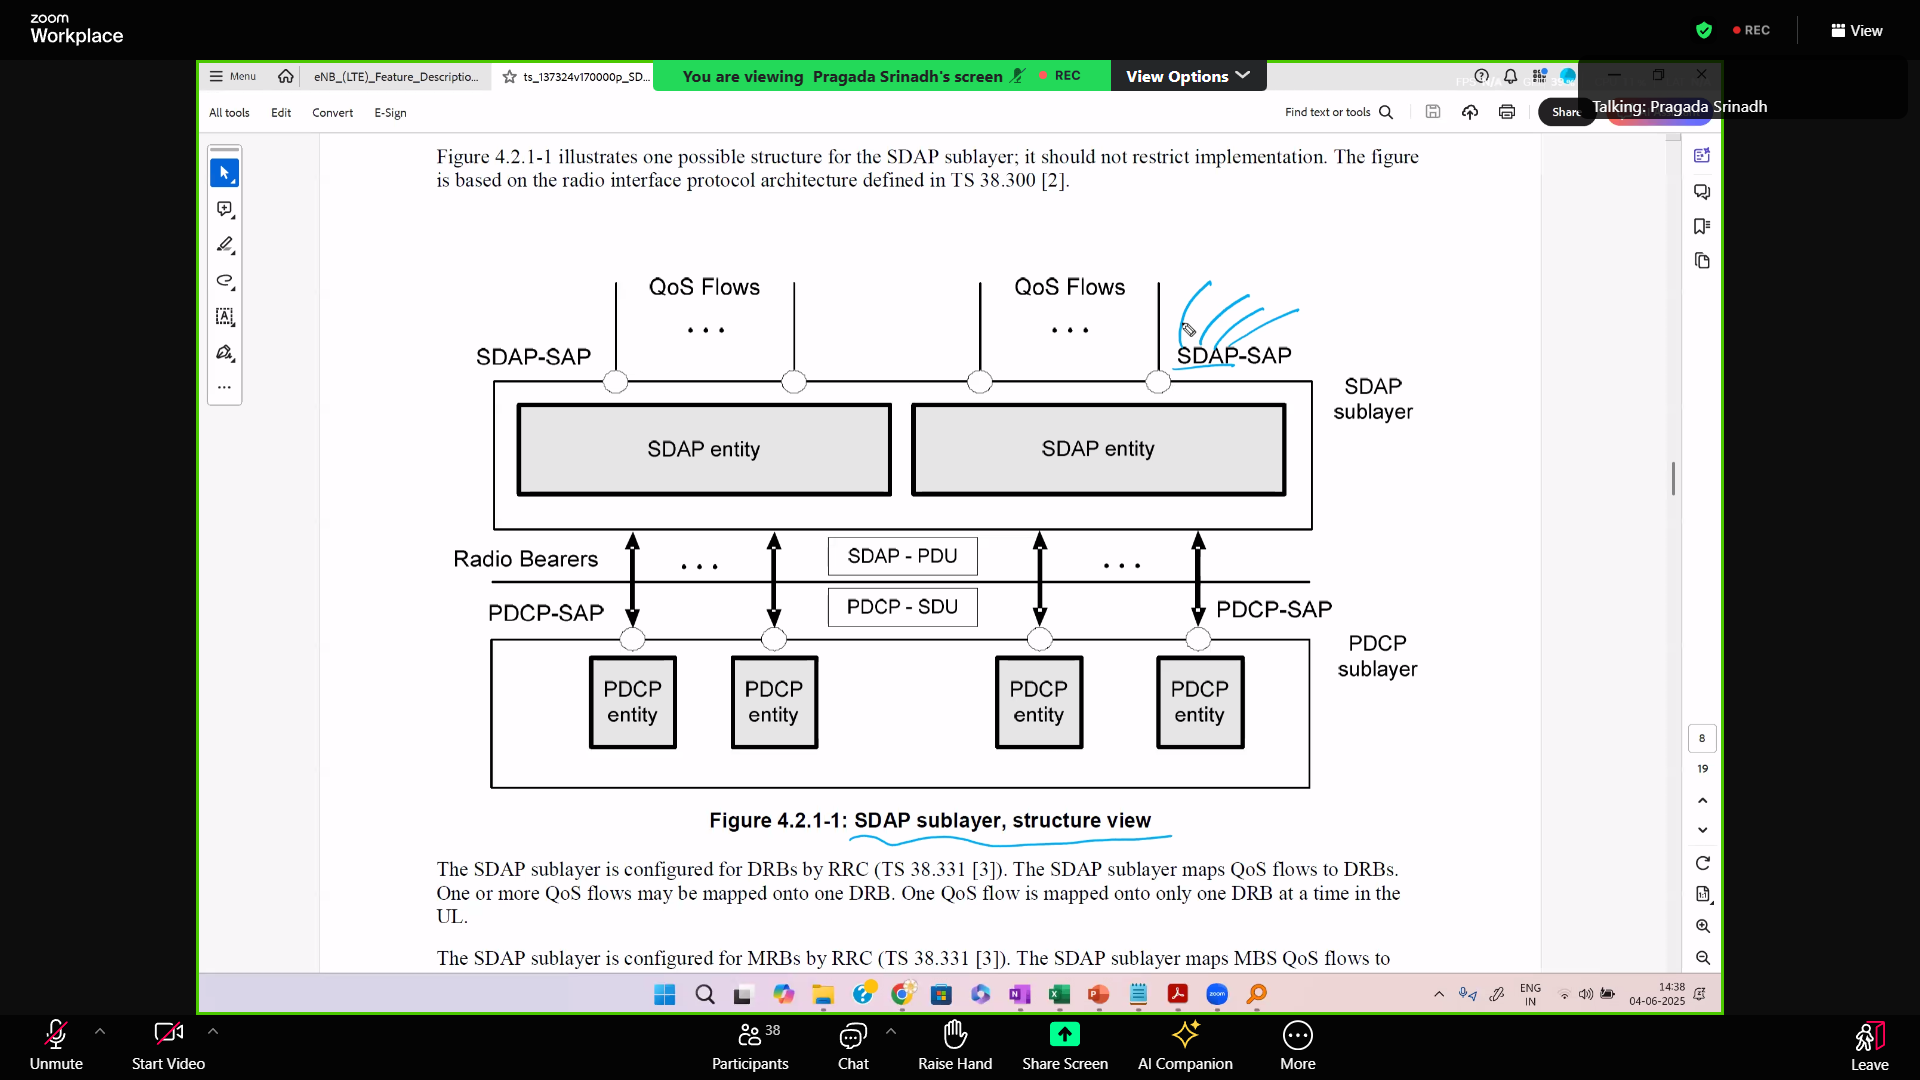 zoom
Workplace
REC
View
Menu
eNB_(LTE)_Feature_Descriptio...
ts_137324v170000p_SD...
You are viewing Pragada Srinadh's screen
REC
View Options
Talking: Pragada Srinadh
All tools
Edit
Convert
E-Sign
Find text or tools
Share
Figure 4.2.1-1 illustrates one possible structure for the SDAP sublayer; it should not restrict implementation. The figure
is based on the radio interface protocol architecture defined in TS 38.300 [2].
QoS Flows
QoS Flows
...
...
SDAP-SAP
SDAP-SAP
SDAP
sublayer
SDAP entity
SDAP entity
Radio Bearers
...
SDAP - PDU
...
PDCP-SAP
PDCP - SDU
PDCP-SAP
PDCP
sublayer
PDCP
entity
PDCP
entity
PDCP
entity
PDCP
entity
Figure 4.2.1-1: SDAP sublayer, structure view
The SDAP sublayer is configured for DRBs by RRC (TS 38.331 [3]). The SDAP sublayer maps QoS flows to DRBs.
One or more QoS flows may be mapped onto one DRB. One QoS flow is mapped onto only one DRB at a time in the
UL.
The SDAP sublayer is configured for MRBs by RRC (TS 38.331 [3]). The SDAP sublayer maps MBS QoS flows to
8
19
ENG
IN
14:38
04-06-2025
Unmute
Start Video
Participants
38
Chat
Raise Hand
Share Screen
AI Companion
More
Leave